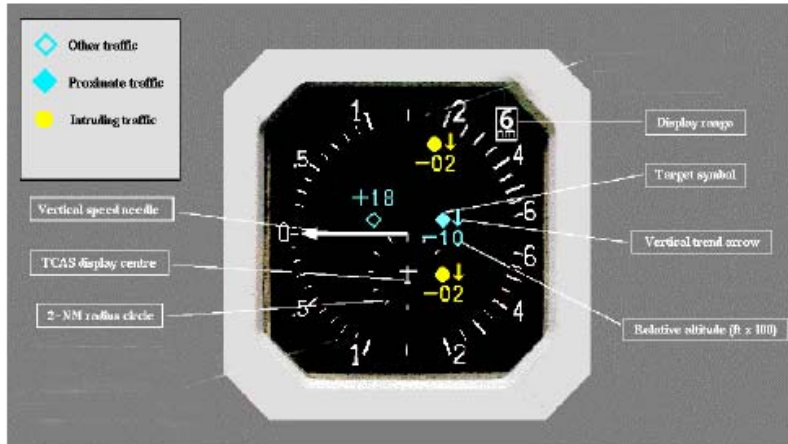 Other traffic
Proximate traffic
Intruding traffic
1
2
6
nm
Display range
.5
-02
4
Target symbol
+18
6
Vertical speed needle
0
-10
Vertical trend arrow
TCAS display centre
6
-02
2-NM radius circle
.5
4
Relative altitude (ft x 100)
1
2